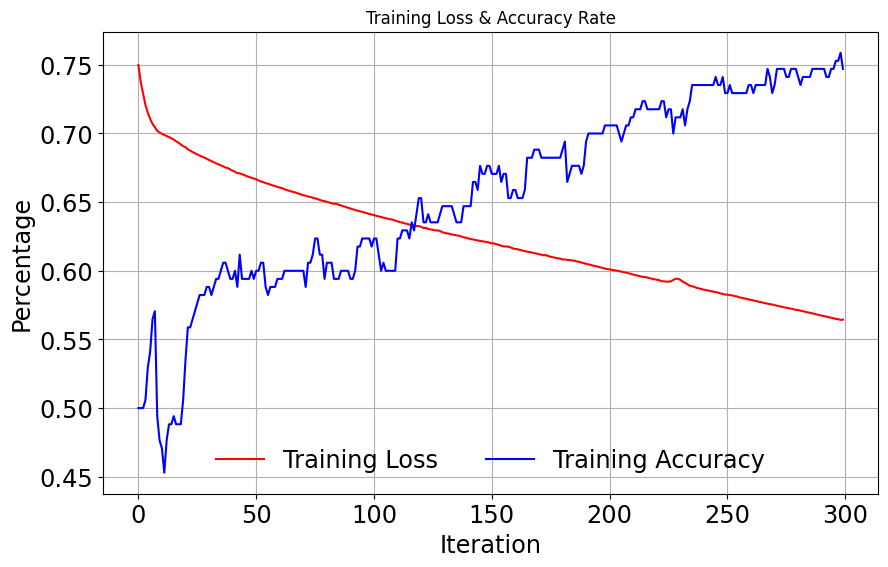 Training Loss & Accuracy Rate
Percentage
0.75
0.70
0.65
0.60
0.55
0.50
0.45
Training Loss
Training Accuracy
0 50 100 150 200 250 300
Iteration